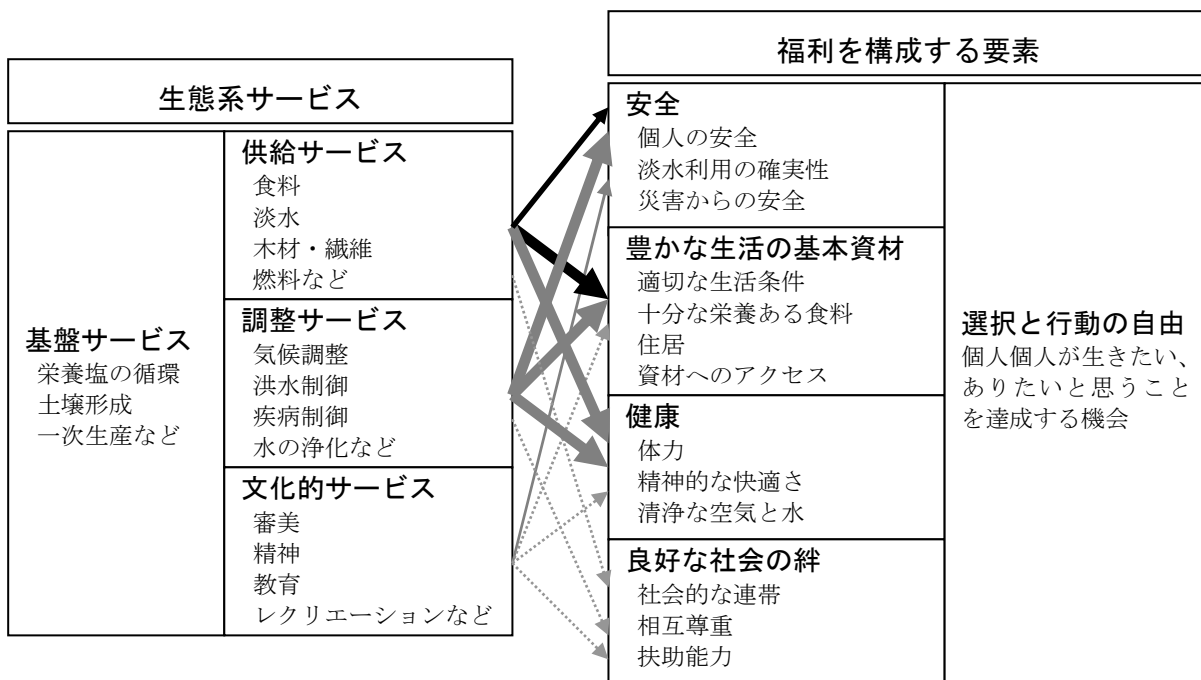 生態系サービス
基盤サービス
栄養塩の循環
土壌形成
一次生産など
供給サービス
食料
淡水
木材・繊維
燃料など
調整サービス
気候調整
洪水制御
疾病制御
水の浄化など
文化的サービス
審美
精神
教育
レクリエーションなど
福利を構成する要素
安全
個人の安全
淡水利用の確実性
災害からの安全
豊かな生活の基本資材
適切な生活条件
十分な栄養ある食料
住居
資材へのアクセス
健康
体力
精神的な快適さ
清浄な空気と水
良好な社会の絆
社会的な連帯
相互尊重
扶助能力
選択と行動の自由
個人個人が生きたい、
ありたいと思うこと
を達成する機会